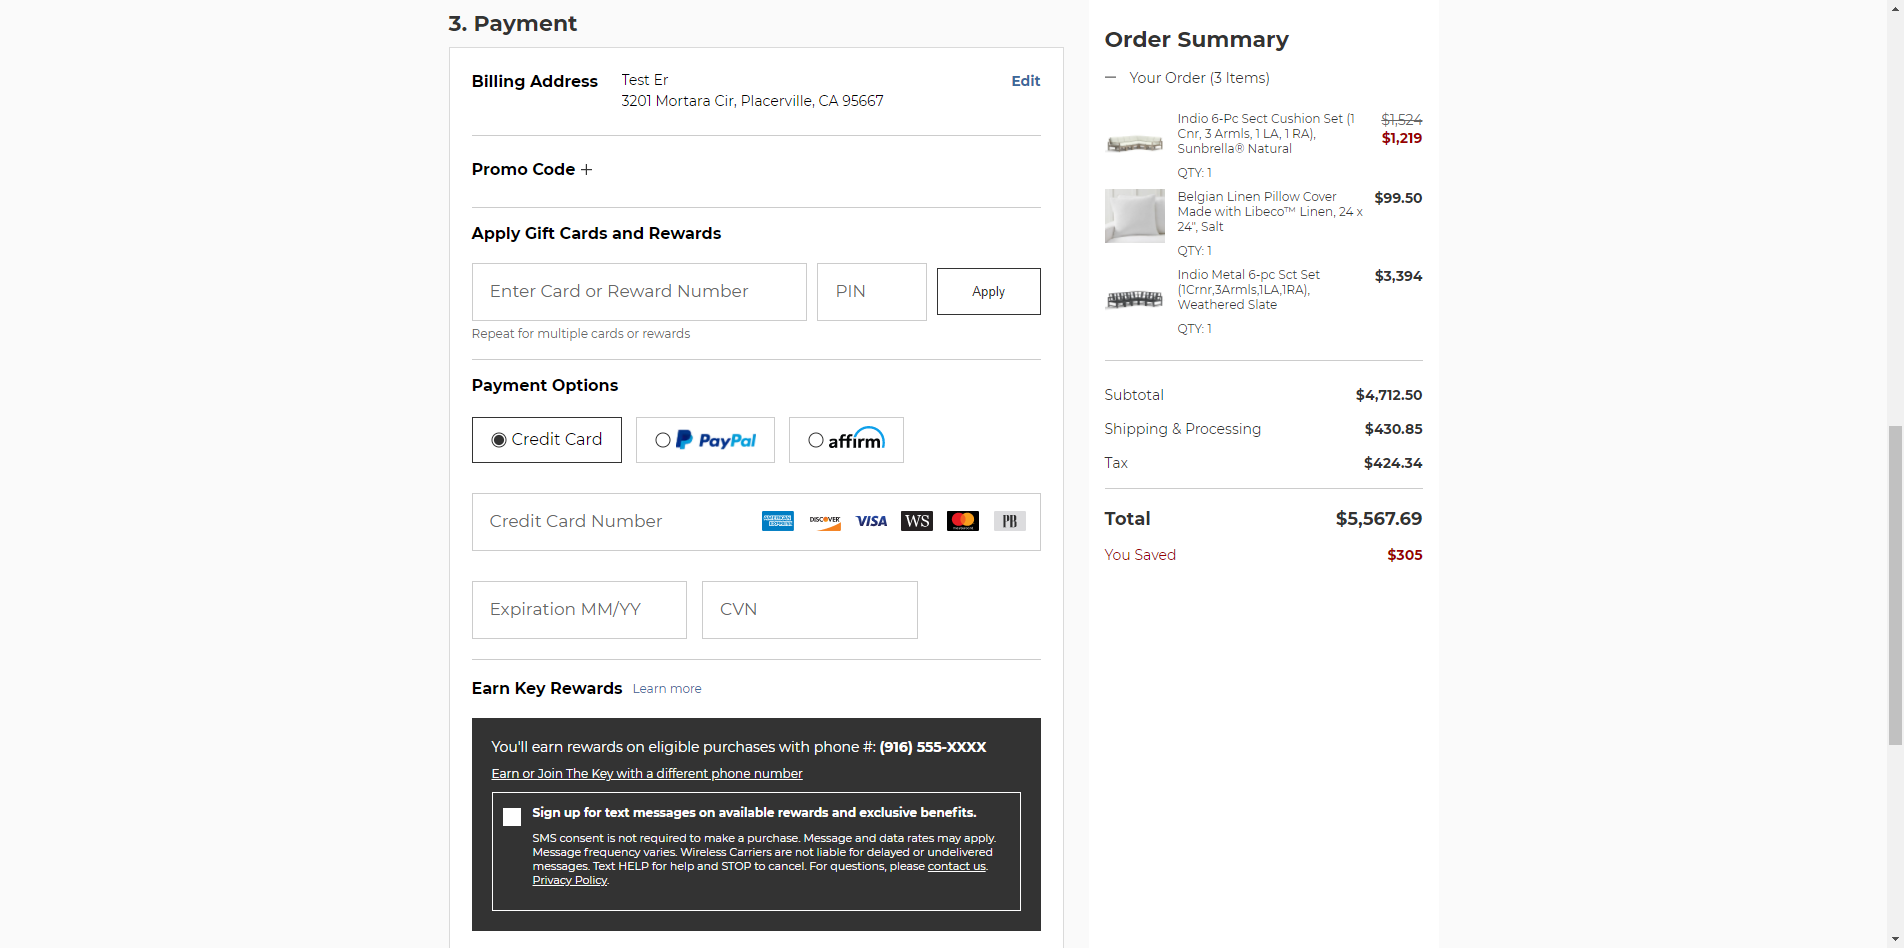 3. Payment
Billing Address
Test Er
3201 Mortara Cir, Placerville, CA 95667
Edit
Promo Code +
Apply Gift Cards and Rewards
Enter Card or Reward Number
PIN
Apply
Repeat for multiple cards or rewards
Payment Options
Credit Card
PayPal
affirm
Credit Card Number
AMERICAN EXPRESS
DISCOVER
VISA
WS
mastercard
PB
Expiration MM/YY
CVN
Earn Key Rewards
Learn more
You'll earn rewards on eligible purchases with phone #: (916) 555-XXXX
Earn or Join The Key with a different phone number
Sign up for text messages on available rewards and exclusive benefits.
SMS consent is not required to make a purchase. Message and data rates may apply.
Message frequency varies. Wireless Carriers are not liable for delayed or undelivered
messages. Text HELP for help and STOP to cancel. For questions, please contact us.
Privacy Policy.
Order Summary
Your Order (3 Items)
Indio 6-Pc Sect Cushion Set (1
Cnr, 3 Armls, 1 LA, 1 RA),
Sunbrella® Natural
$1,524
$1,219
QTY: 1
Belgian Linen Pillow Cover
Made with Libeco™ Linen, 24 x
24", Salt
$99.50
QTY: 1
Indio Metal 6-pc Sct Set
(1Crnr,3Armls,1LA,1RA),
Weathered Slate
$3,394
QTY: 1
Subtotal
$4,712.50
Shipping & Processing
$430.85
Tax
$424.34
Total
$5,567.69
You Saved
$305